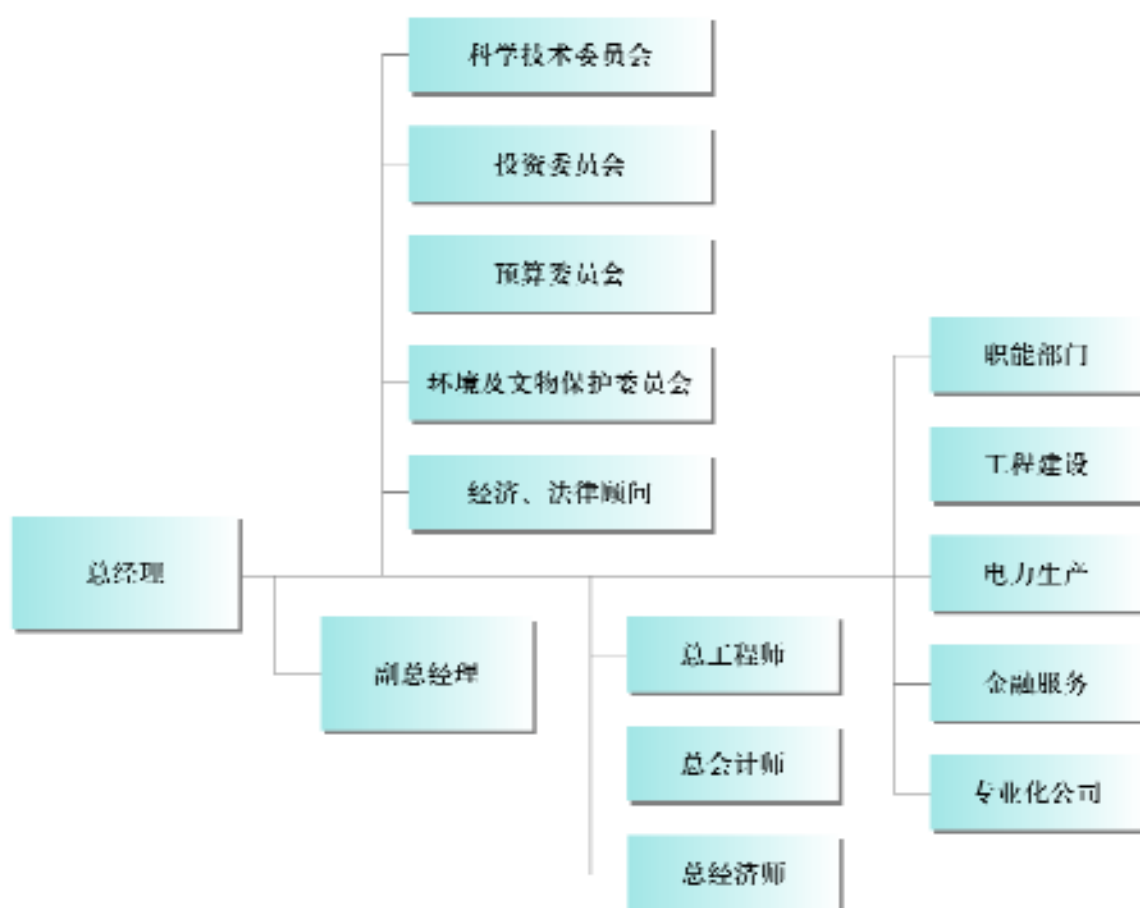 科学技术委员会
投资委员会
预算委员会
环境及文物保护委员会
经济、法律顾问
总经理
副总经理
总工程师
总会计师
总经济师
职能部门
工程建设
电力生产
金融服务
专业化公司